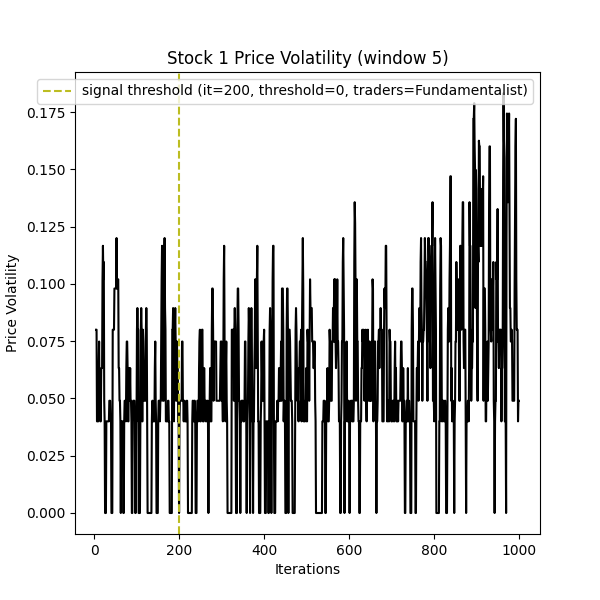 Stock 1 Price Volatility (window 5)
signal threshold (it=200, threshold=0, traders=Fundamentalist)
Price Volatility
0.175
0.150
0.125
0.100
0.075
0.050
0.025
0.000
0 200 400 600 800 1000
Iterations